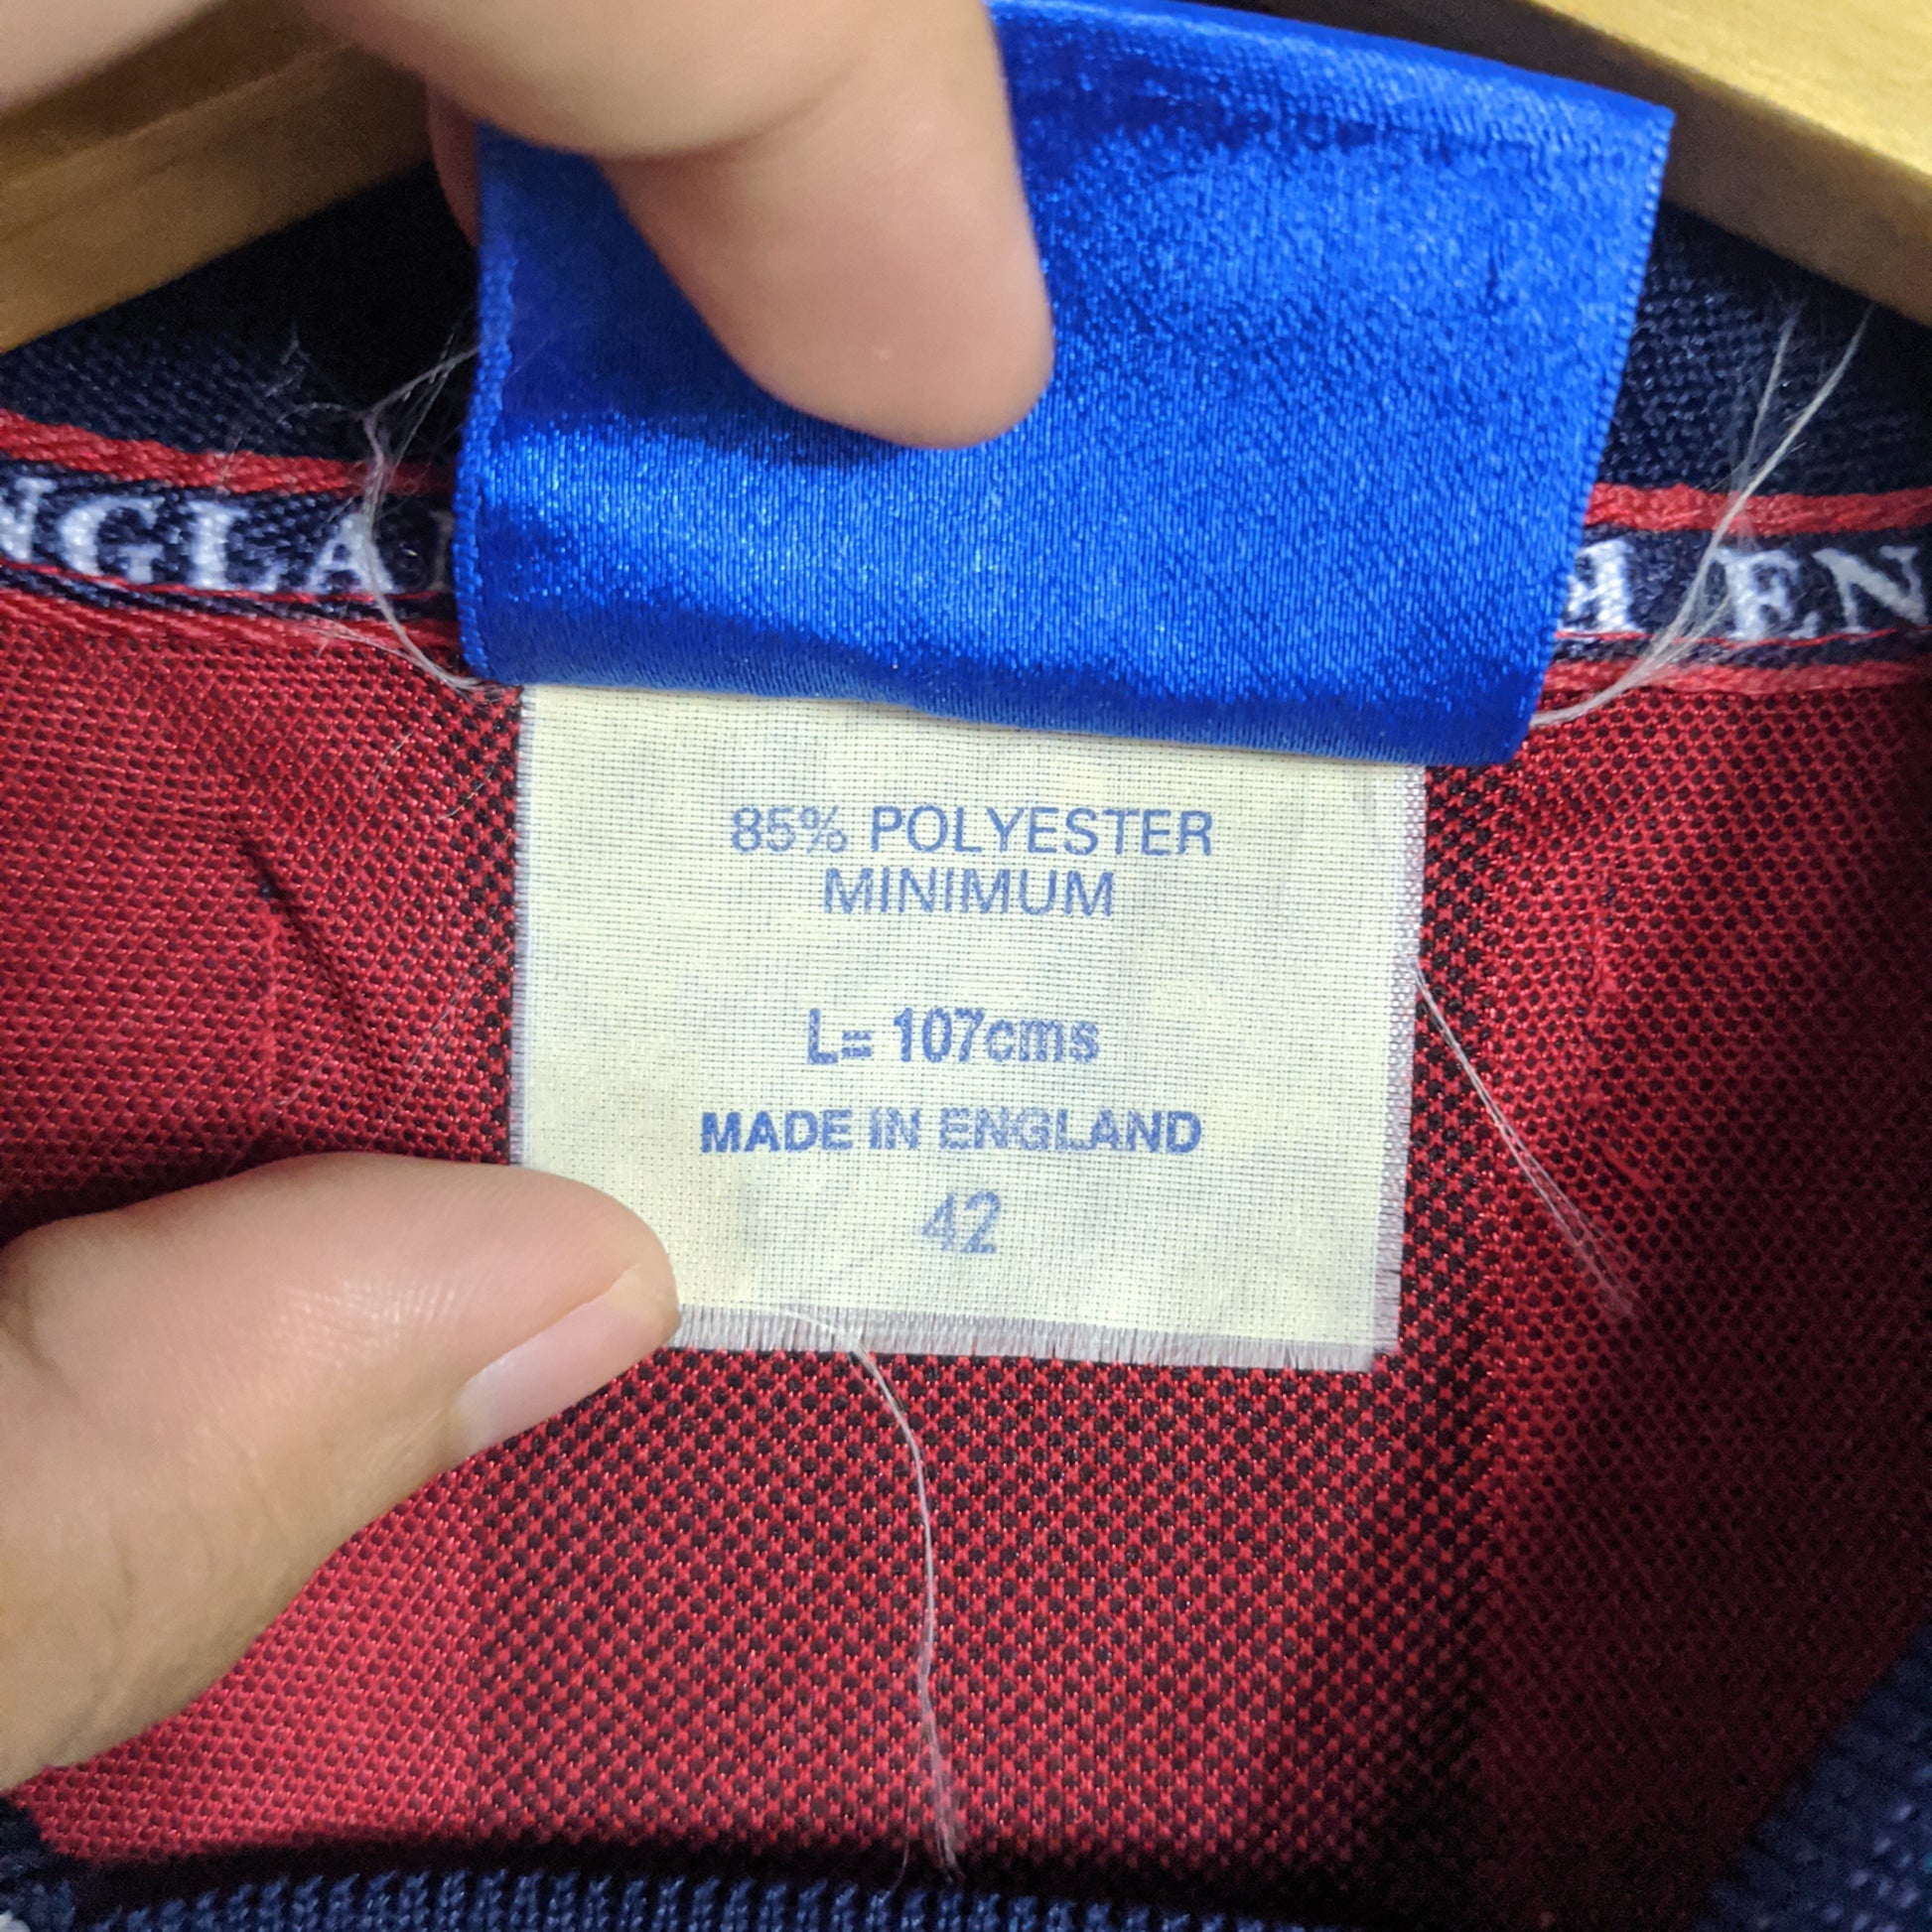 85% POLYESTER
MINIMUM
L= 107cms
MADE IN ENGLAND
42